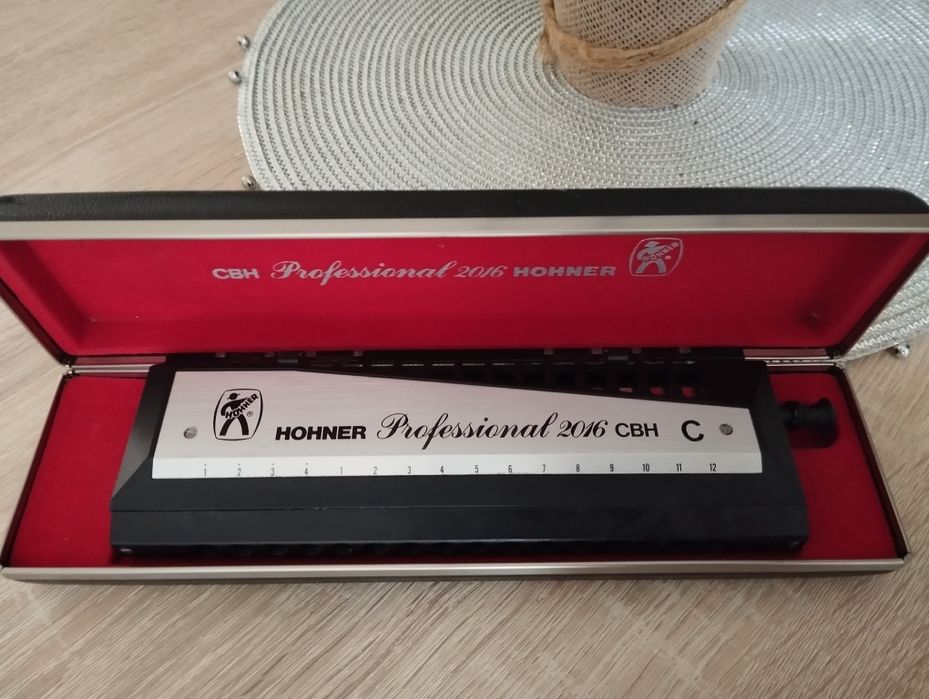 CBH Professional 2016 HOHNER HOHNER
HOHNER ® HOHNER Professional 2016 CBH C
1 2 3 4 1 2 3 4 5 6 7 8 9 10 11 12